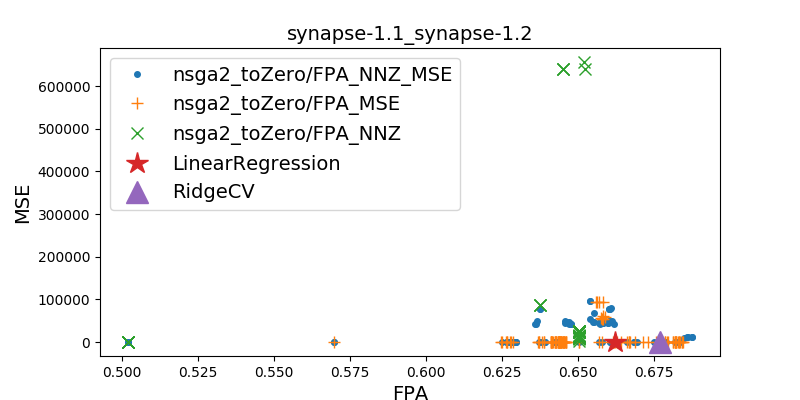 synapse-1.1_synapse-1.2
nsga2_toZero/FPA_NNZ_MSE
nsga2_toZero/FPA_MSE
nsga2_toZero/FPA_NNZ
LinearRegression
RidgeCV
MSE
600000
500000
400000
300000
200000
100000
0
0.500 0.525 0.550 0.575 0.600 0.625 0.650 0.675
FPA